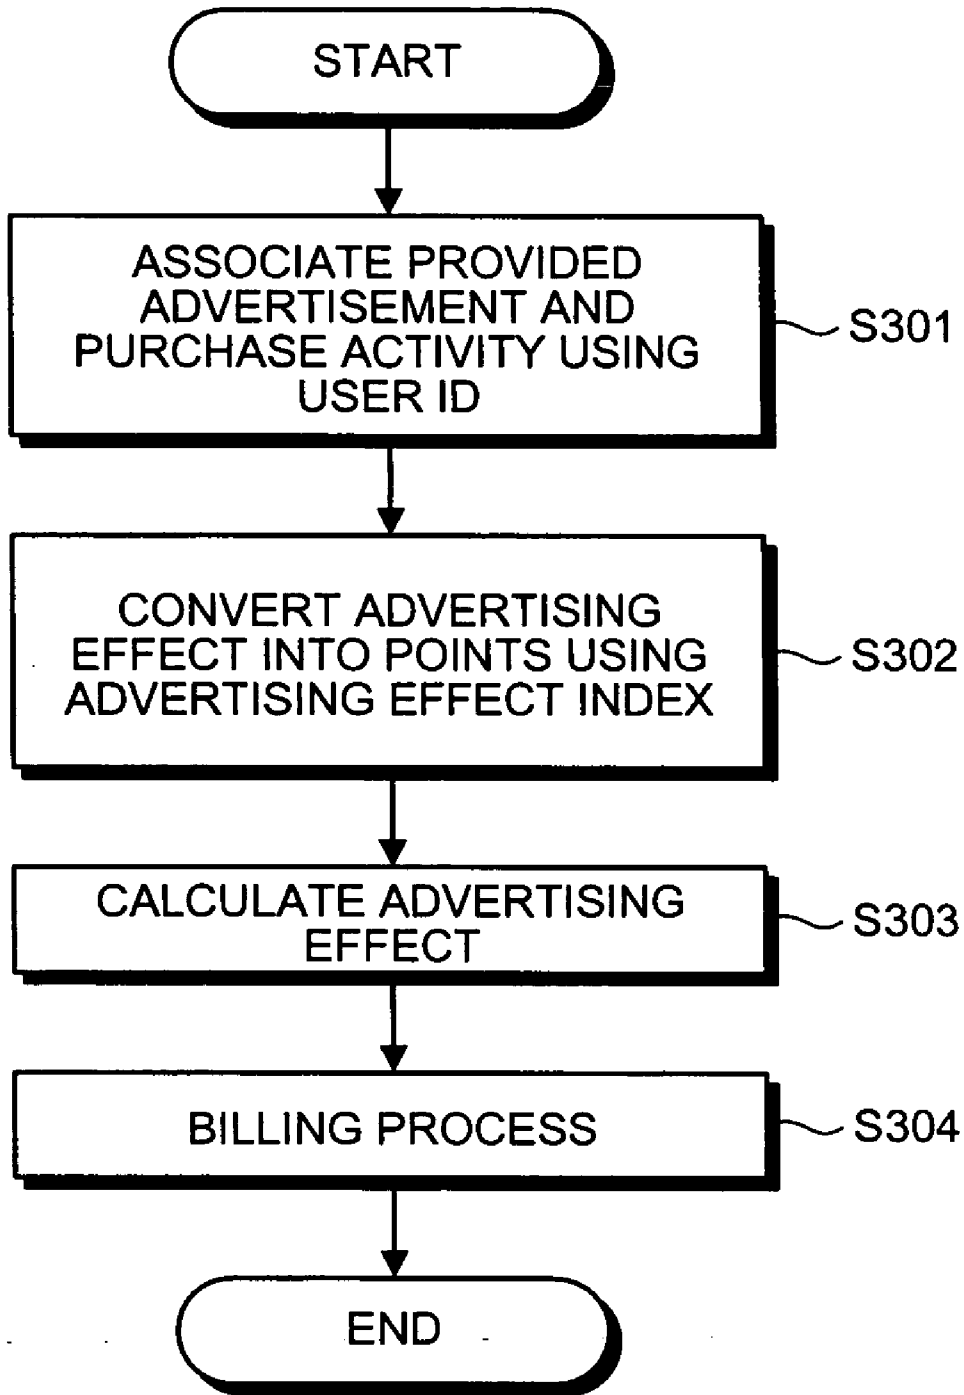 START
ASSOCIATE PROVIDED
ADVERTISEMENT AND
PURCHASE ACTIVITY USING
USER ID
S301
CONVERT ADVERTISING
EFFECT INTO POINTS USING
ADVERTISING EFFECT INDEX
S302
CALCULATE ADVERTISING
EFFECT
S303
BILLING PROCESS
S304
END